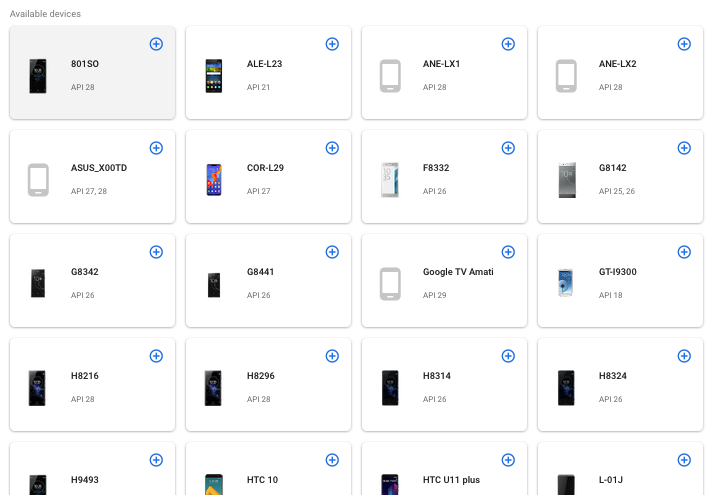 Available devices
801SO
API 28
ALE-L23
API 21
ANE-LX1
API 28
ANE-LX2
API 28
ASUS_X00TD
API 27, 28
COR-L29
API 27
F8332
API 26
G8142
API 25, 26
G8342
API 26
G8441
API 26
Google TV Amati
API 29
GT-I9300
API 18
H8216
API 28
H8296
API 28
H8314
API 26
H8324
API 26
H9493
HTC 10
HTC U11 plus
L-01J